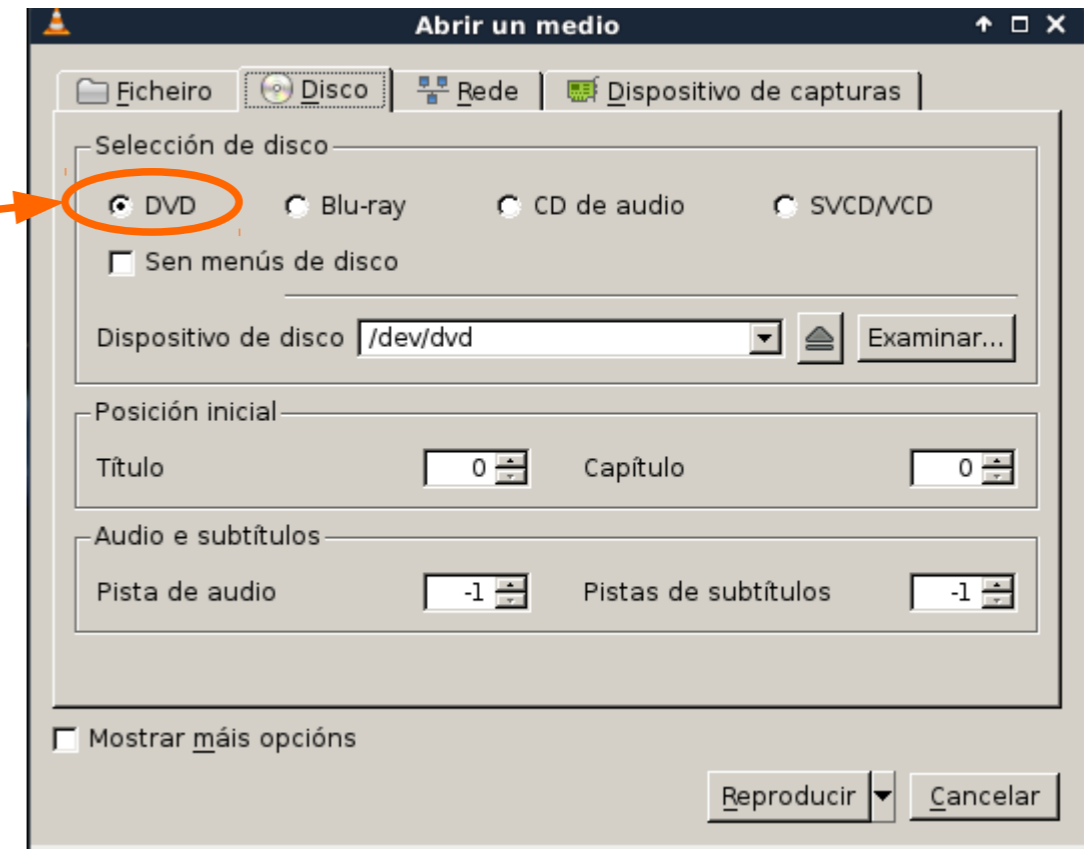 Abrir un medio
Ficheiro Disco Rede Dispositivo de capturas
Selección de disco
DVD Blu-ray CD de audio SVCD/VCD
Sen menús de disco
Dispositivo de disco /dev/dvd Examinar...
Posición inicial
Título 0 Capítulo 0
Audio e subtítulos
Pista de audio -1 Pistas de subtítulos -1
Mostrar máis opcións
Reproducir Cancelar